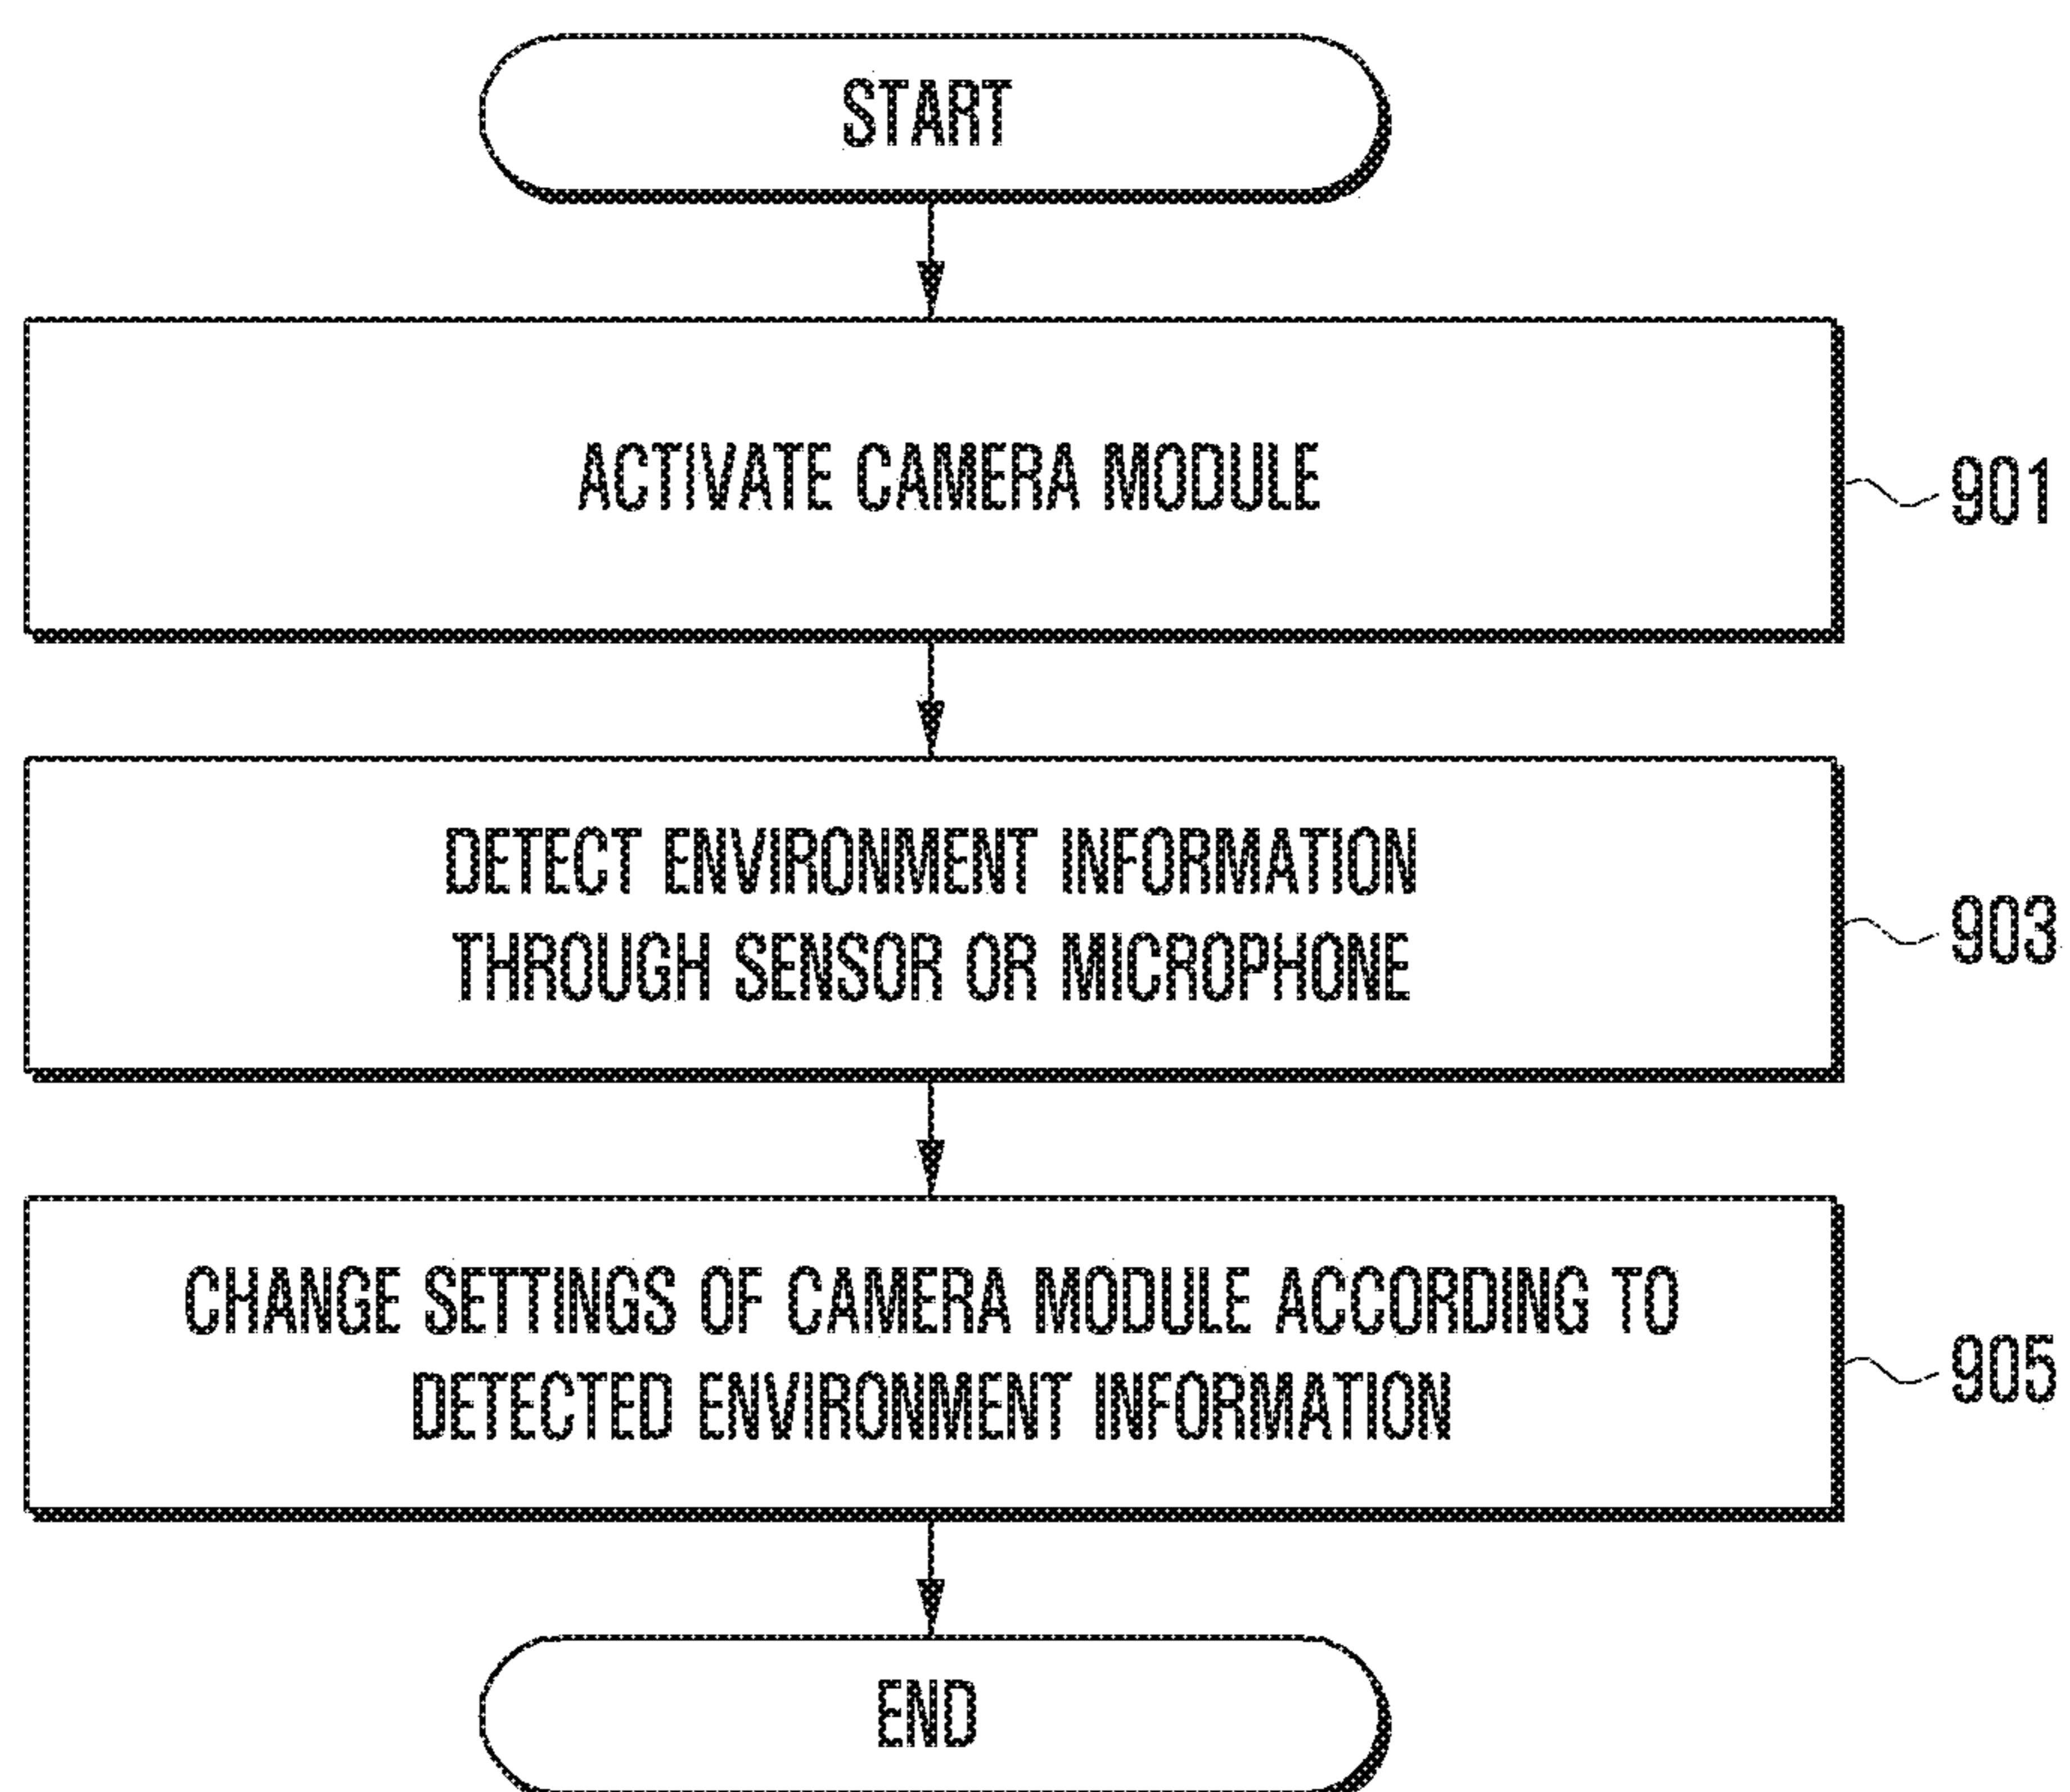 START
ACTIVATE CAMERA MODULE
901
DETECT ENVIRONMENT INFORMATION
THROUGH SENSOR OR MICROPHONE
903
CHANGE SETTINGS OF CAMERA MODULE ACCORDING TO
DETECTED ENVIRONMENT INFORMATION
905
END